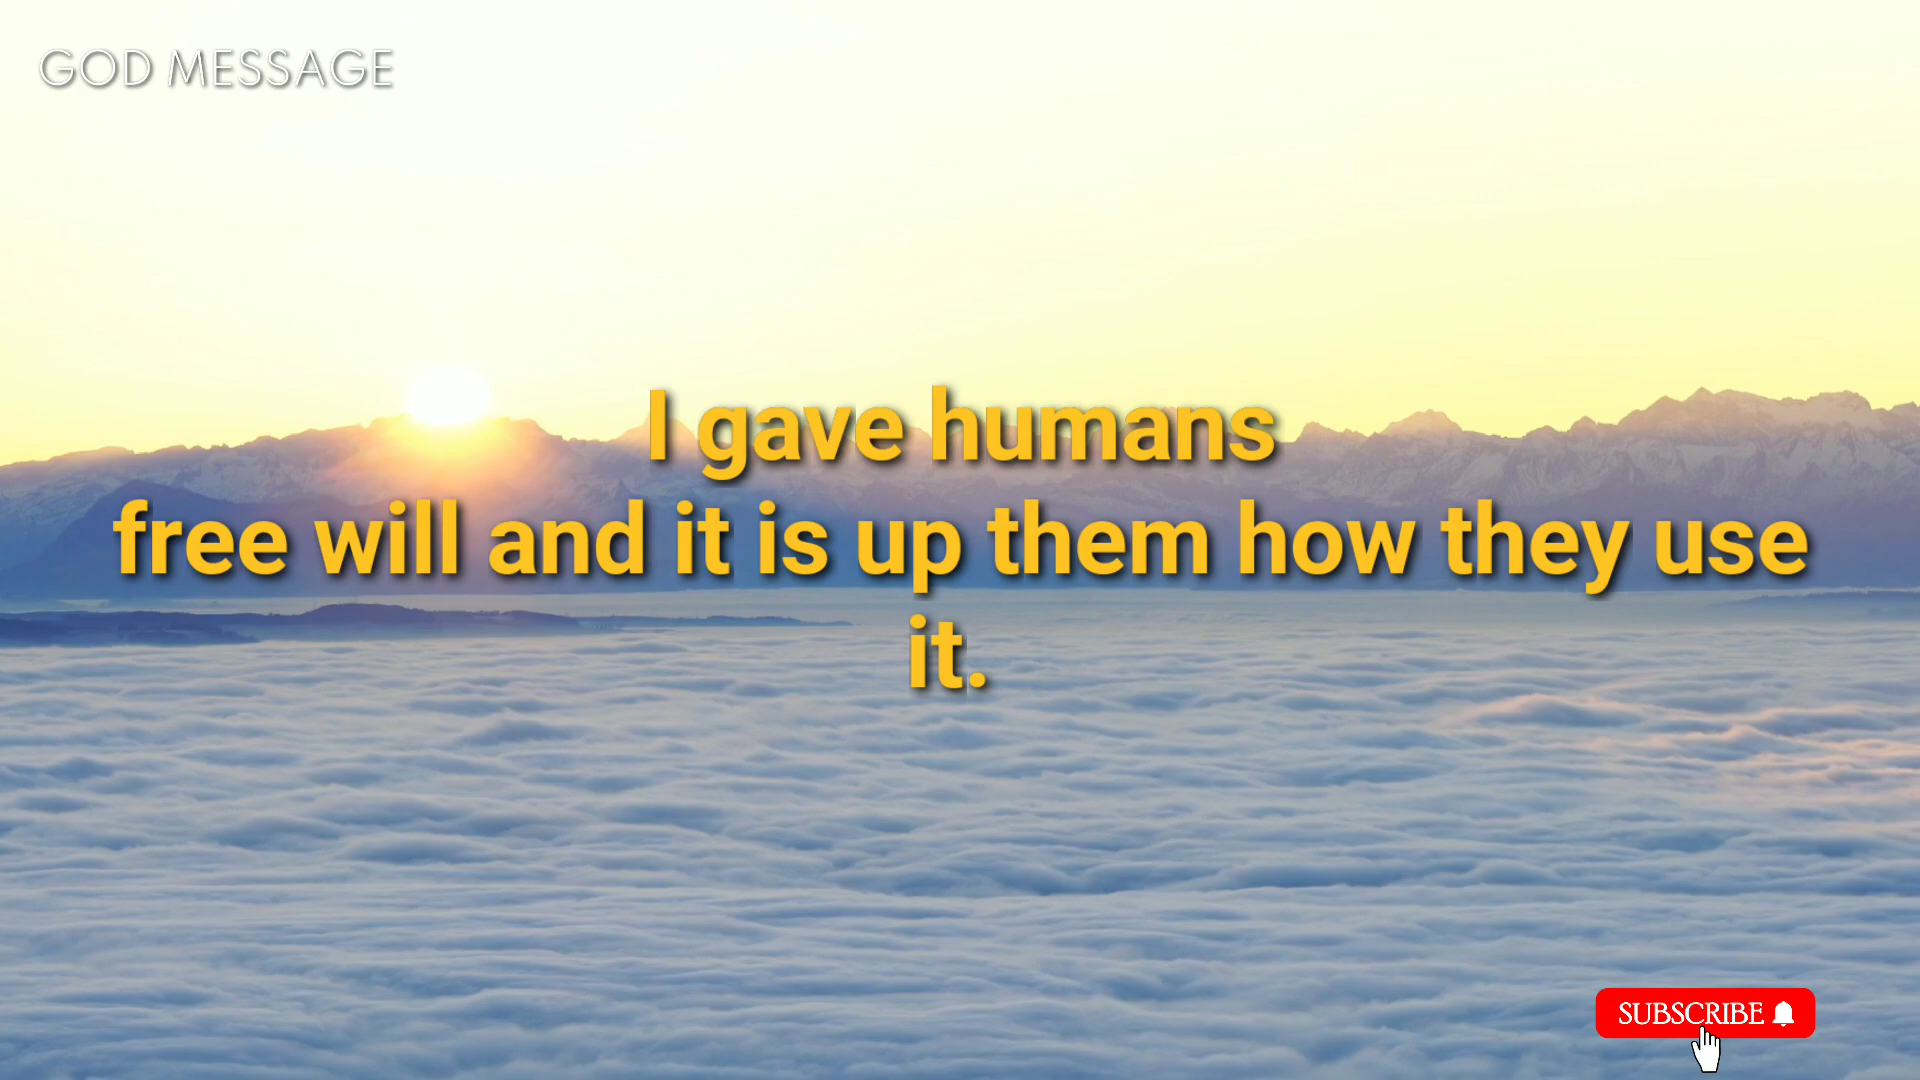 GOD MESSAGE
I gave humans
free will and it is up them how they use
it.
SUBSCRIBE